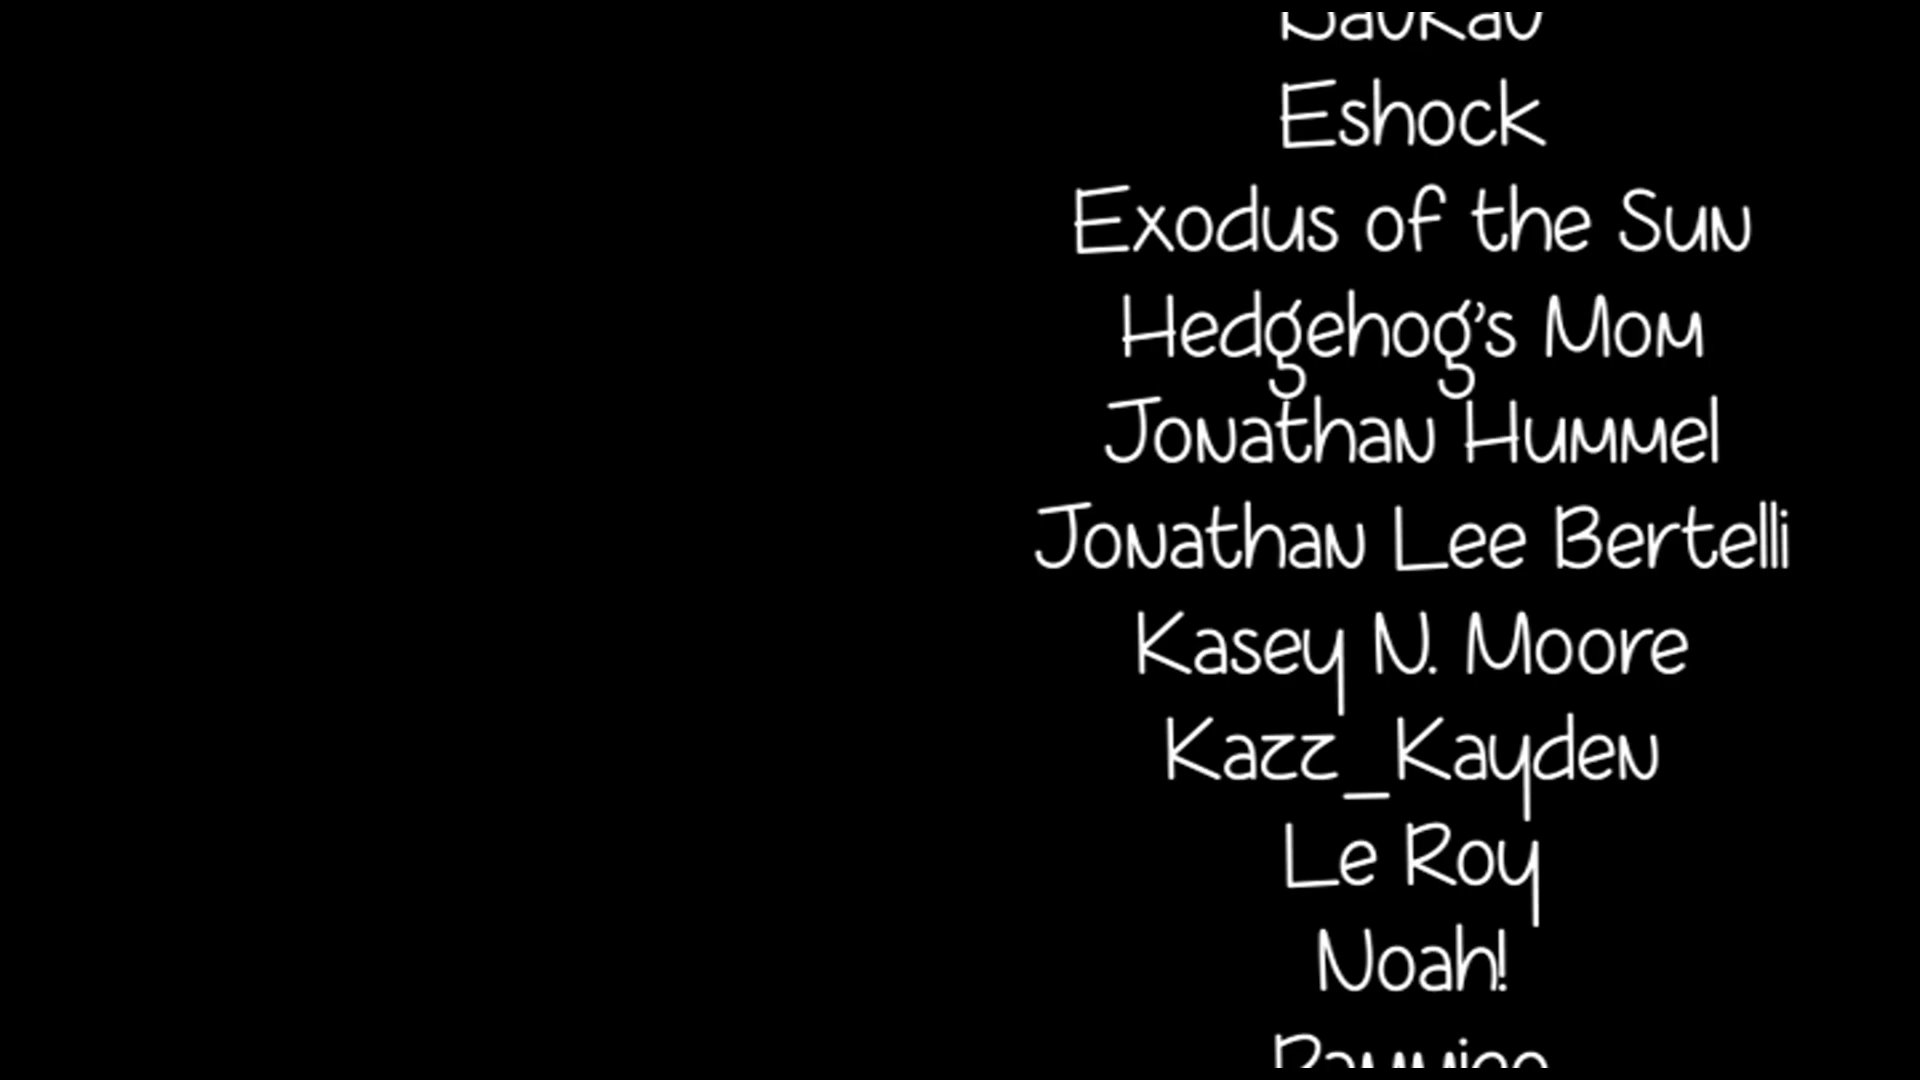 Eshock
Exodus of the Sun
Hedgehog's Mom
Jonathan Hummel
Jonathan Lee Bertelli
Kasey N. Moore
Kazz_Kayden
Le Roy
Noah!